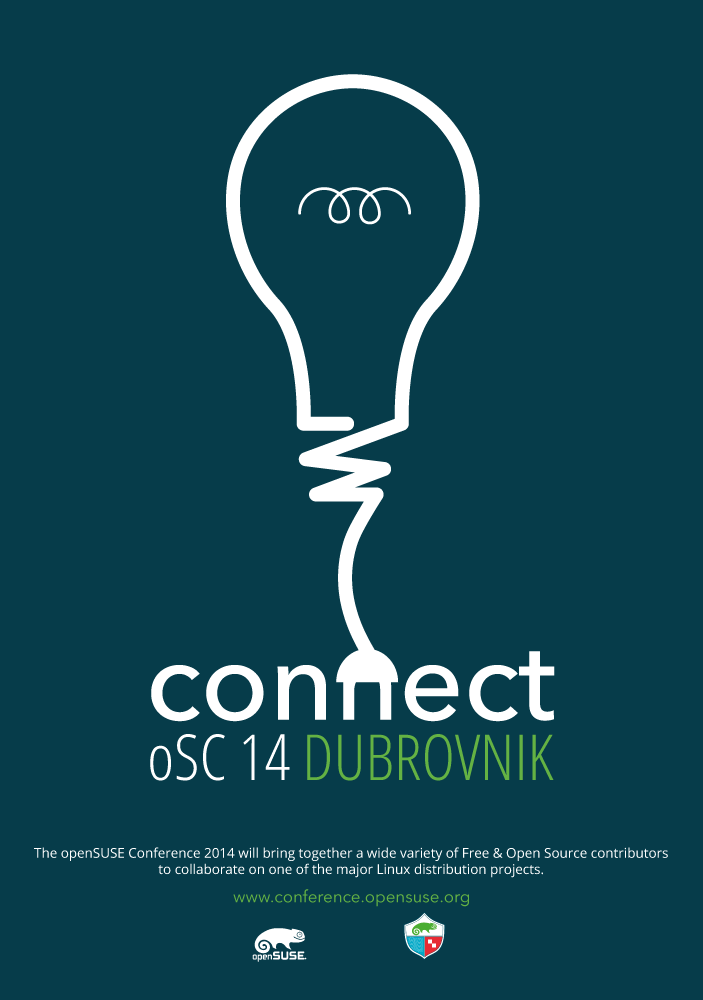 connect
oSC 14 DUBROVNIK
The openSUSE Conference 2014 will bring together a wide variety of Free & Open Source contributors
to collaborate on one of the major Linux distribution projects.
www.conference.opensuse.org
openSUSE.